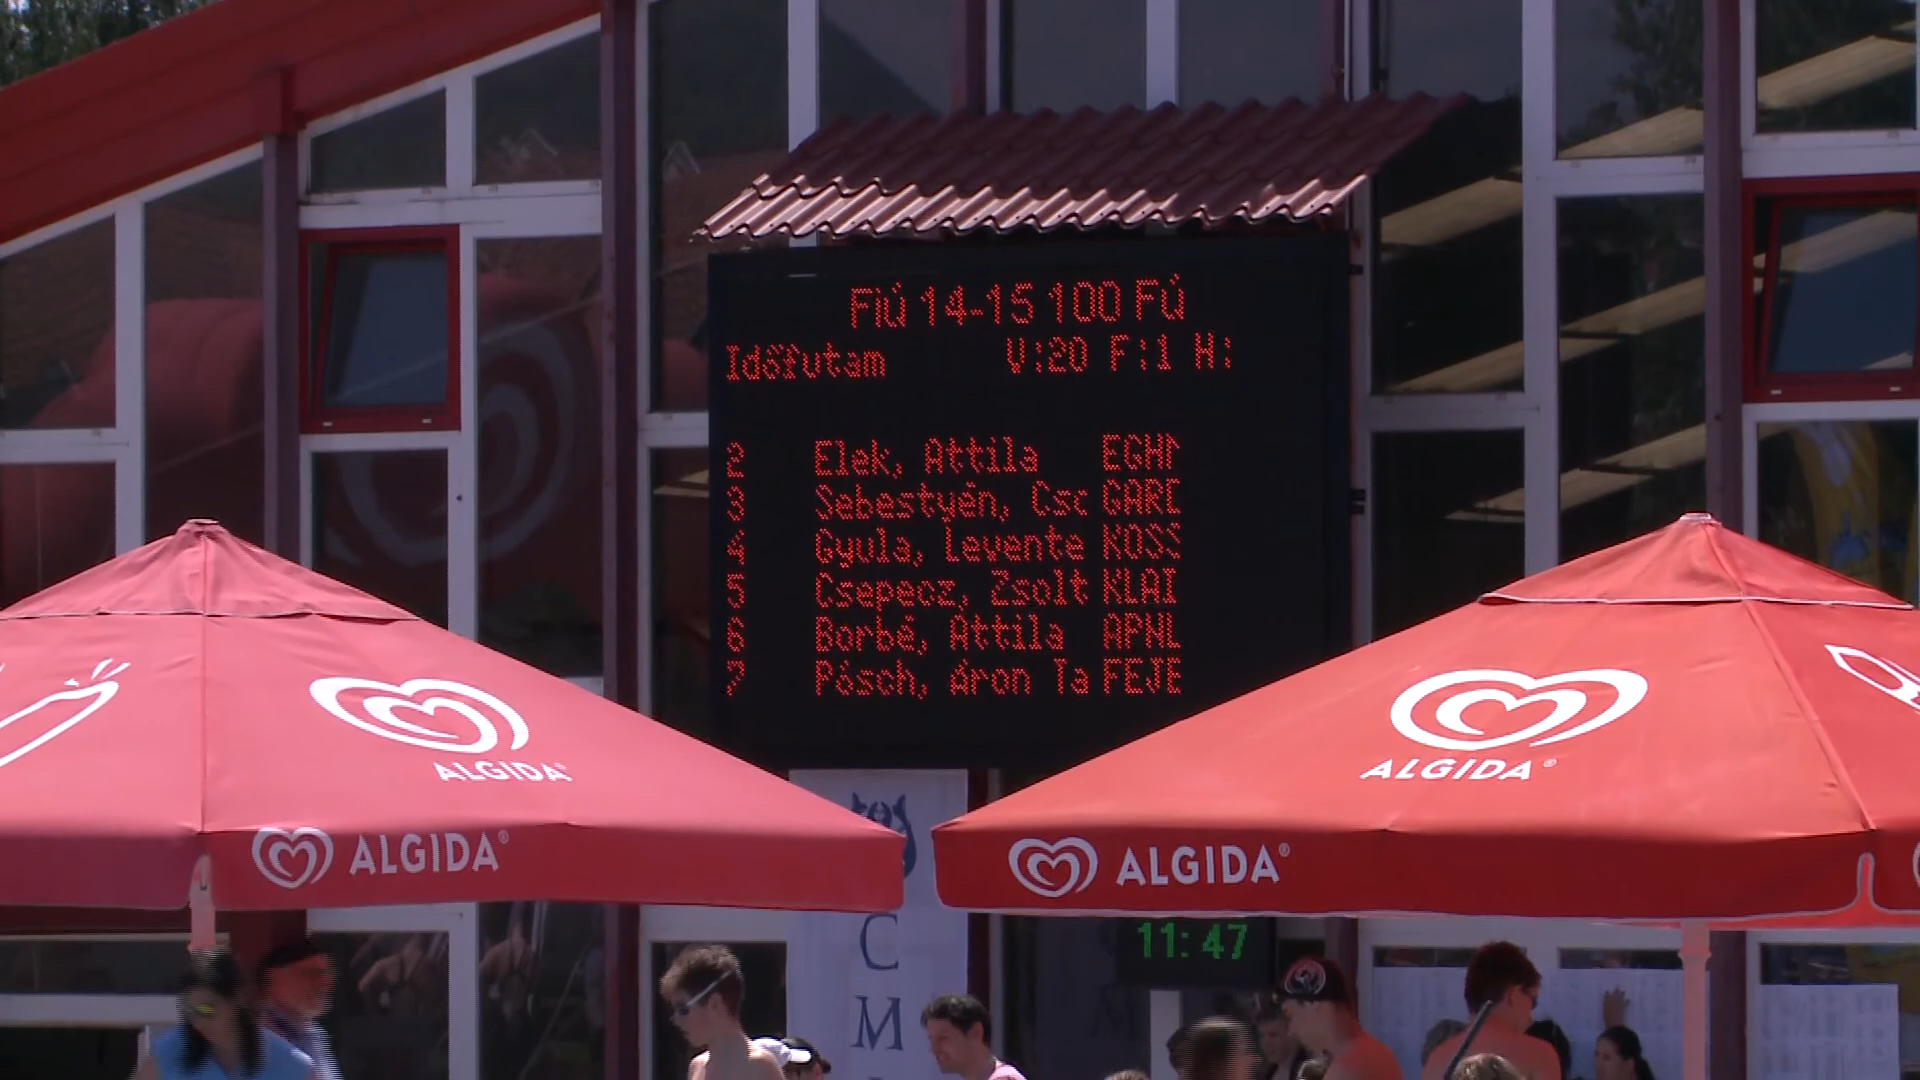 Fiú 14-15 100 Fú
Időfutam V:20 F:1 H:
2 Elek, Attila EGHM
3 Sebestyén, Cso GARD
4 Gyula, Levente KOSS
5 Csepecz, Zsolt KLAI
6 Borbé, Attila APNL
7 Pósch, Áron Ta FEJE
ALGIDA®
ALGIDA®
ALGIDA®
ALGIDA®
C
M
11:47